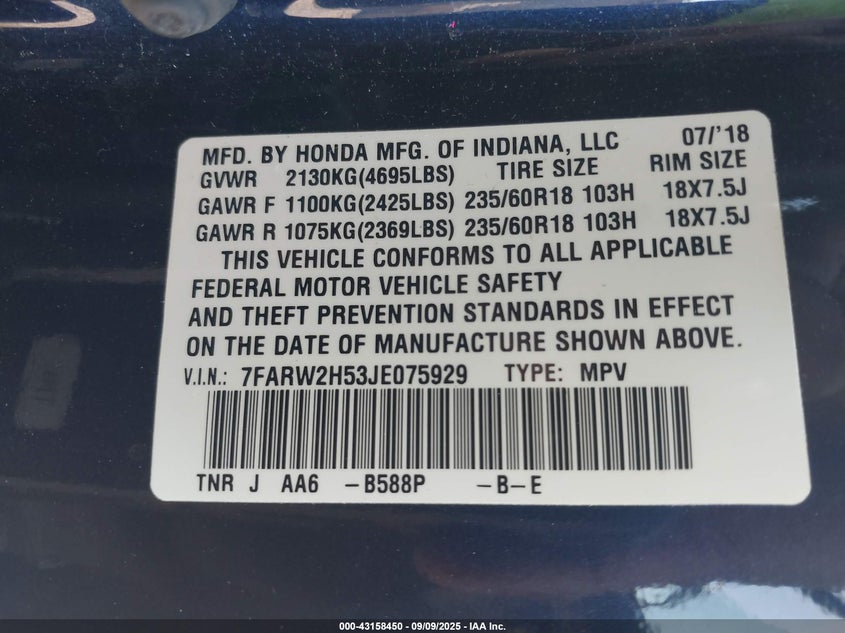 MFD. BY HONDA MFG. OF INDIANA, LLC 07/'18
GVWR 2130KG(4695LBS) TIRE SIZE RIM SIZE
GAWR F 1100KG(2425LBS) 235/60R18 103H 18X7.5J
GAWR R 1075KG(2369LBS) 235/60R18 103H 18X7.5J
THIS VEHICLE CONFORMS TO ALL APPLICABLE
FEDERAL MOTOR VEHICLE SAFETY
AND THEFT PREVENTION STANDARDS IN EFFECT
ON THE DATE OF MANUFACTURE SHOWN ABOVE.
V.I.N.: 7FARW2H53JE075929 TYPE: MPV
TNR J AA6 -B588P -B-E
000-43158450 - 09/09/2025 - IAA Inc.